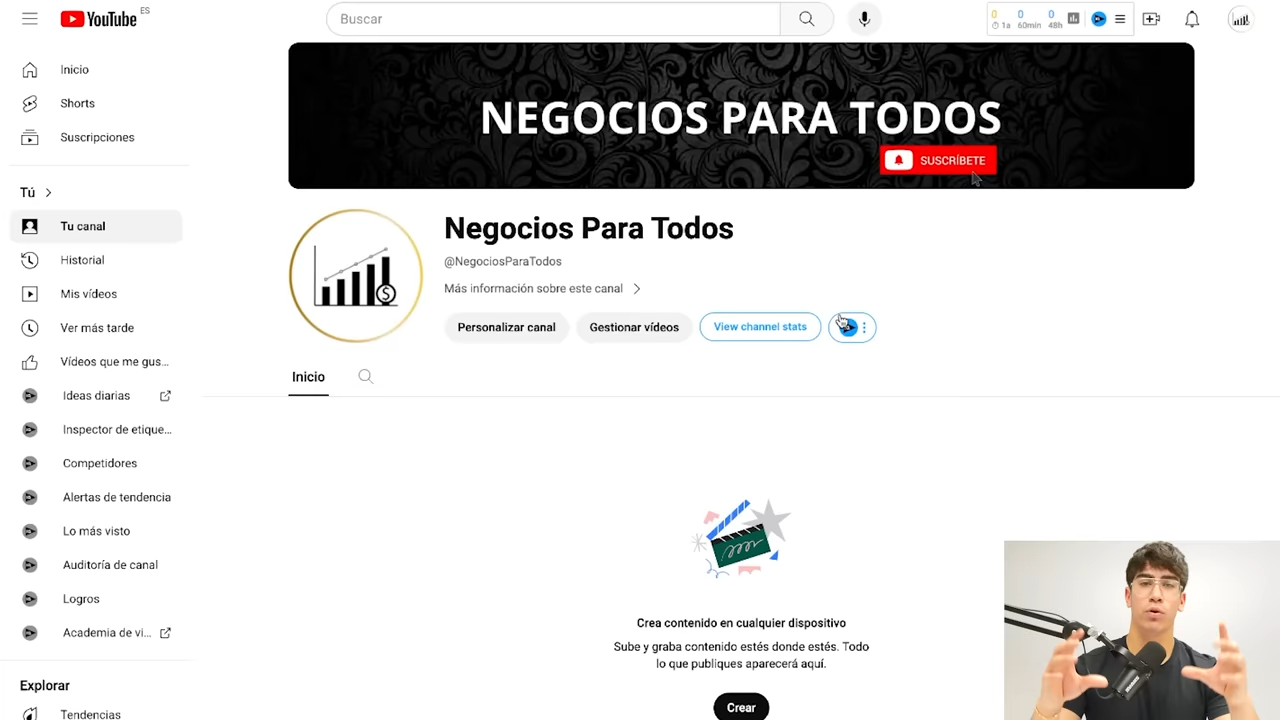 YouTube ES
Buscar
0 0 0
1a 60min 48h
Inicio
Shorts
Suscripciones
Tú
Tu canal
Historial
Mis vídeos
Ver más tarde
Vídeos que me gus...
Ideas diarias
Inspector de etique...
Competidores
Alertas de tendencia
Lo más visto
Auditoría de canal
Logros
Academia de vi...
Explorar
Tendencias
NEGOCIOS PARA TODOS
SUSCRÍBETE
Negocios Para Todos
@NegociosParaTodos
Más información sobre este canal
Personalizar canal
Gestionar vídeos
View channel stats
Inicio
Crea contenido en cualquier dispositivo
Sube y graba contenido estés donde estés. Todo
lo que publiques aparecerá aquí.
Crear